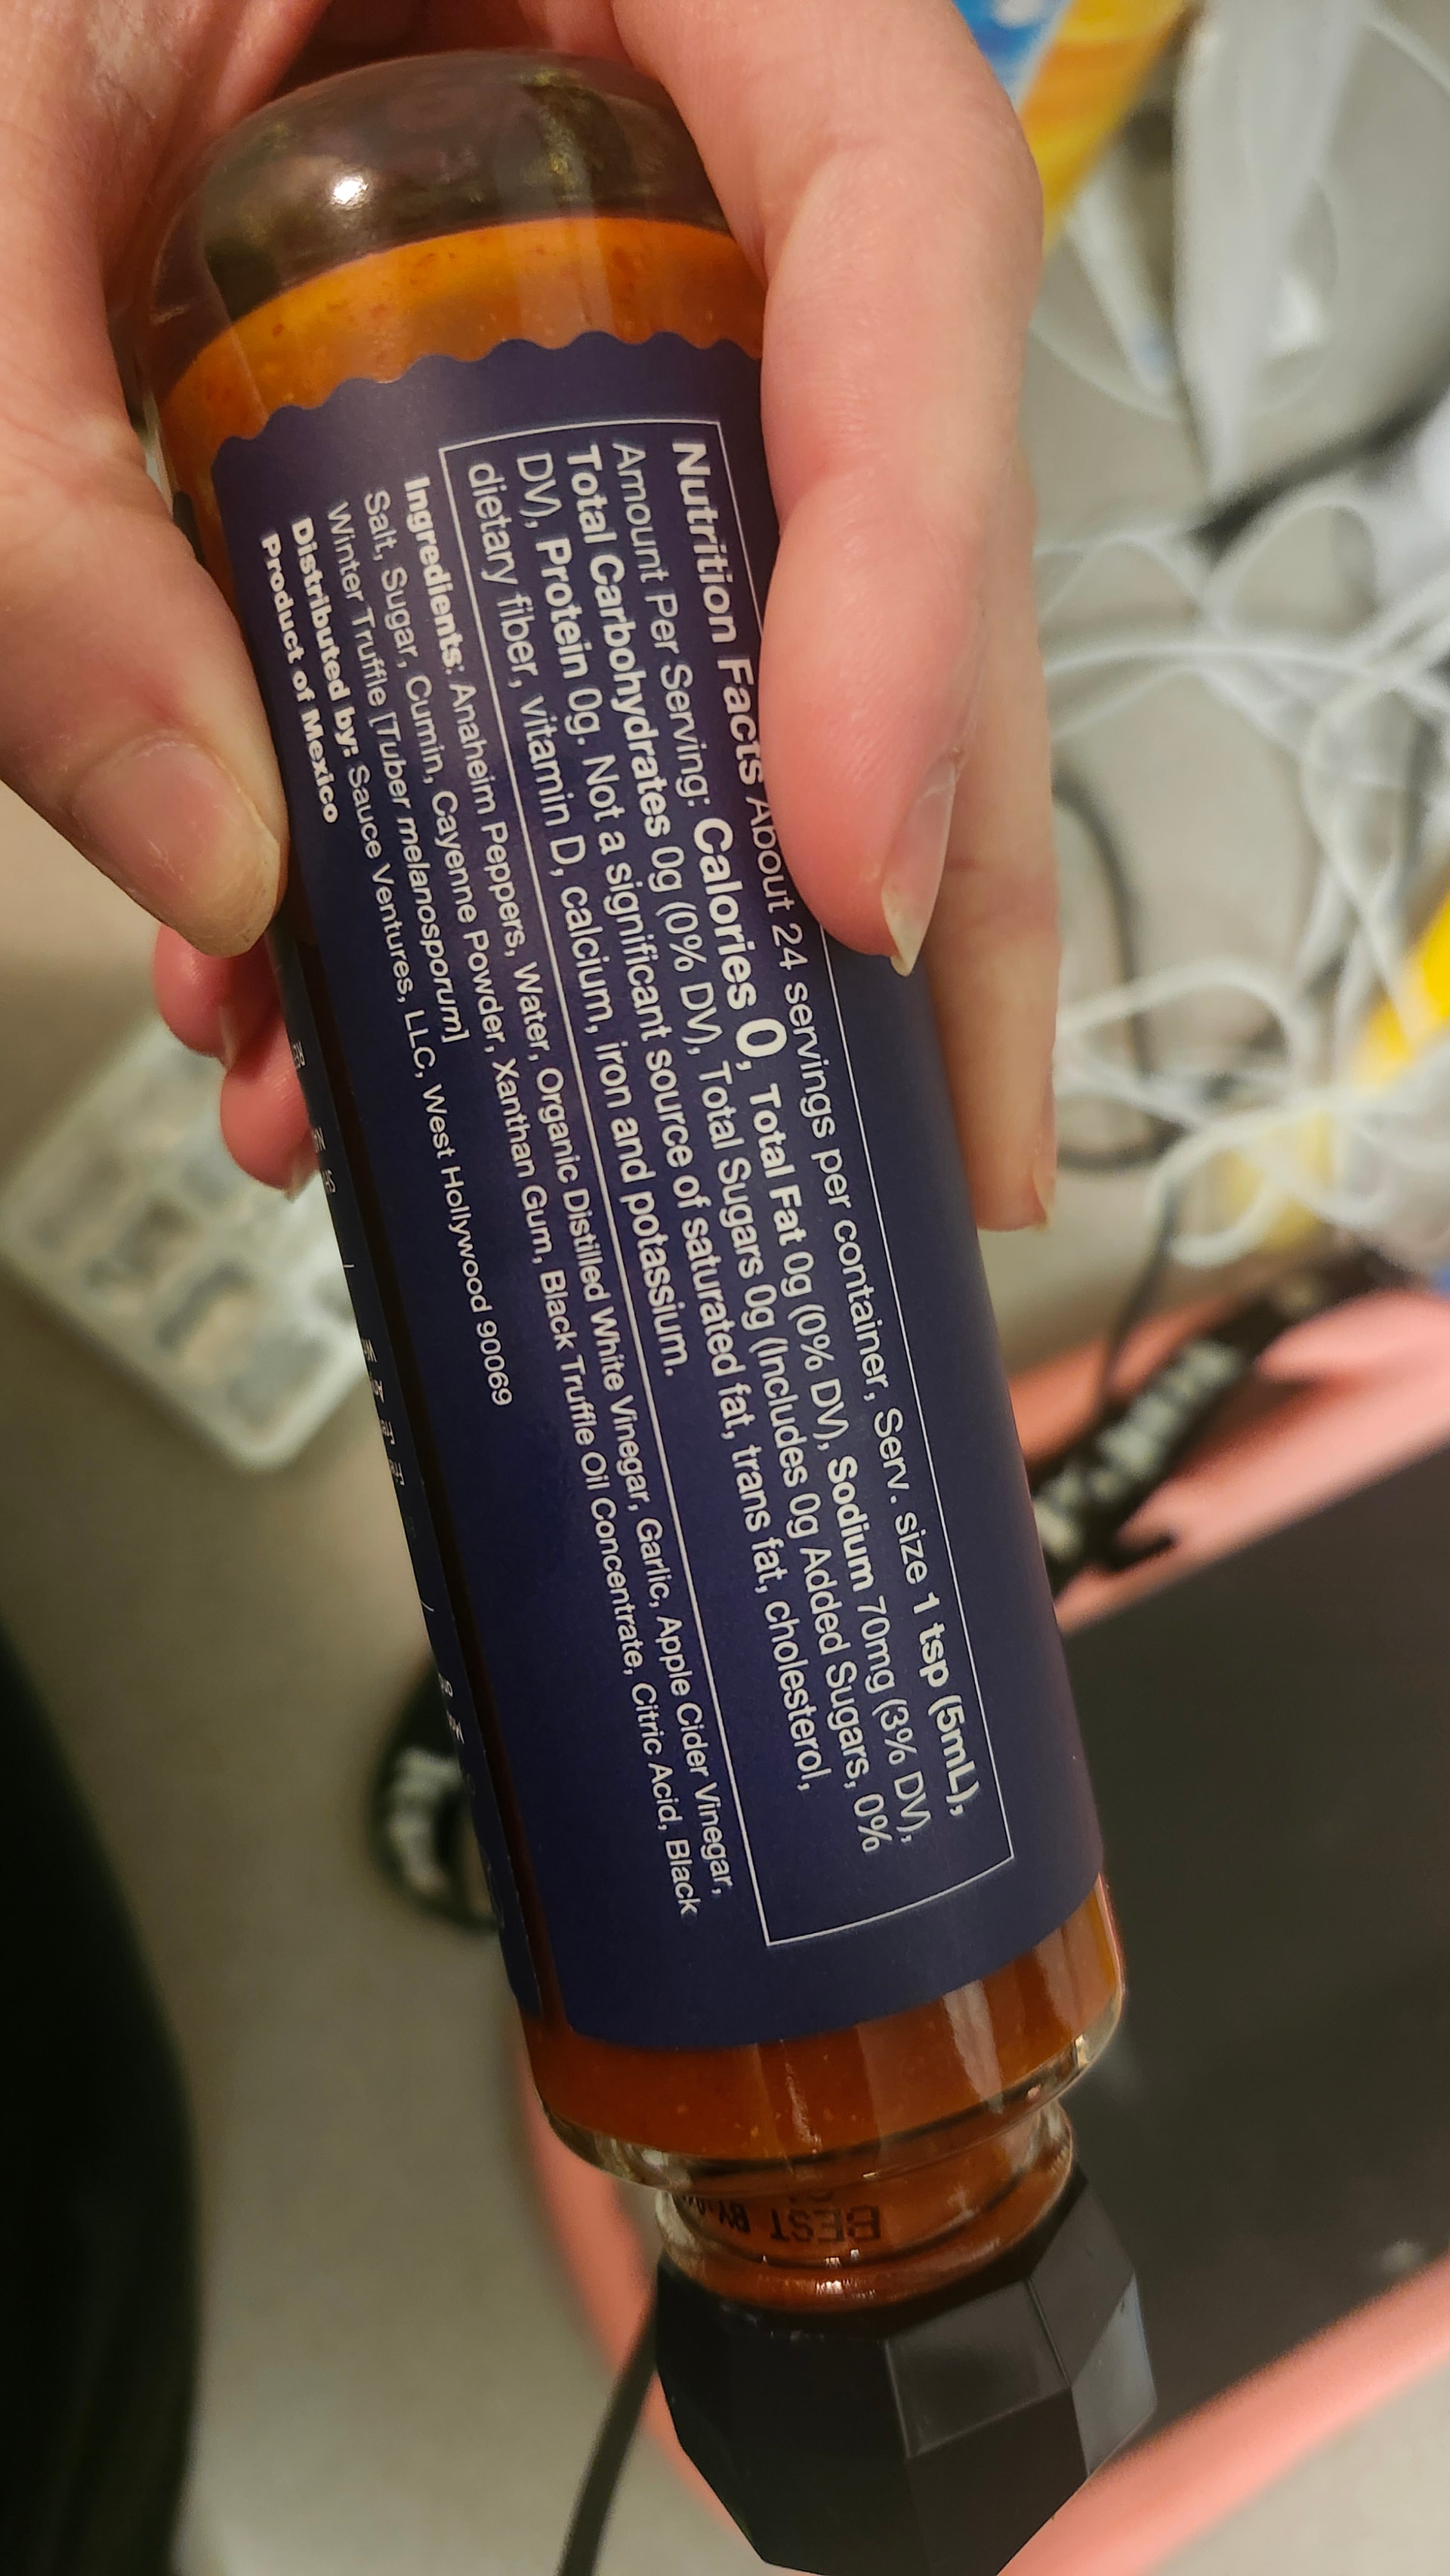 Nutrition Facts About 24 servings per container, Serv. size 1 tsp (5mL),
Amount Per Serving: Calories 0, Total Fat 0g (0% DV), Sodium 70mg (3% DV),
Total Carbohydrates 0g (0% DV), Total Sugars 0g (Includes 0g Added Sugars, 0%
DV), Protein 0g. Not a significant source of saturated fat, trans fat, cholesterol,
dietary fiber, vitamin D, calcium, iron and potassium.
Ingredients: Anaheim Peppers, Water, Organic Distilled White Vinegar, Garlic, Apple Cider Vinegar,
Salt, Sugar, Cumin, Cayenne Powder, Xanthan Gum, Black Truffle Oil Concentrate, Citric Acid, Black
Winter Truffle [Tuber melanosporum]
Distributed by: Sauce Ventures, LLC, West Hollywood 90069
Product of Mexico
BEST BY